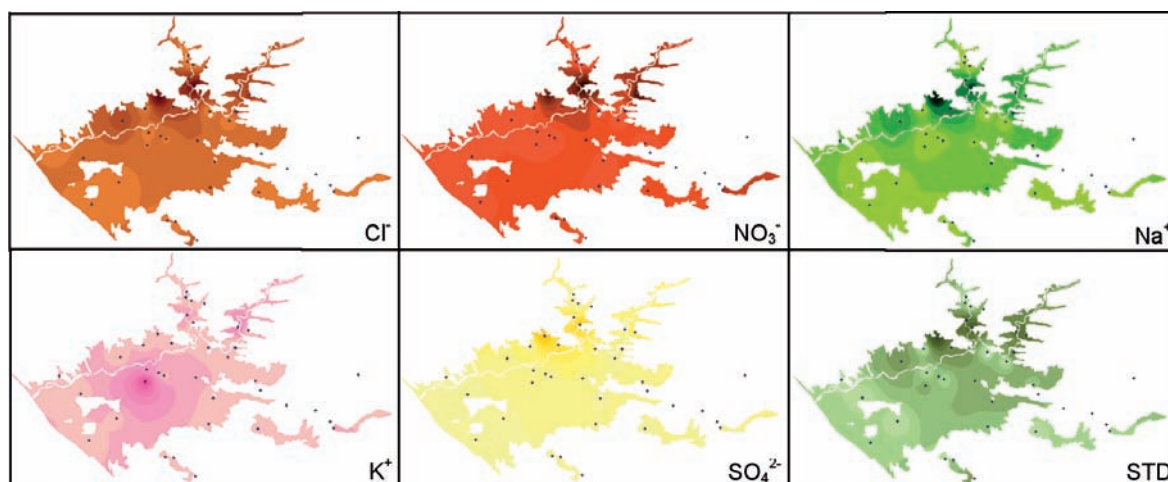 Cl⁻
NO₃⁻
Na⁺
K⁺
SO₄²⁻
STD